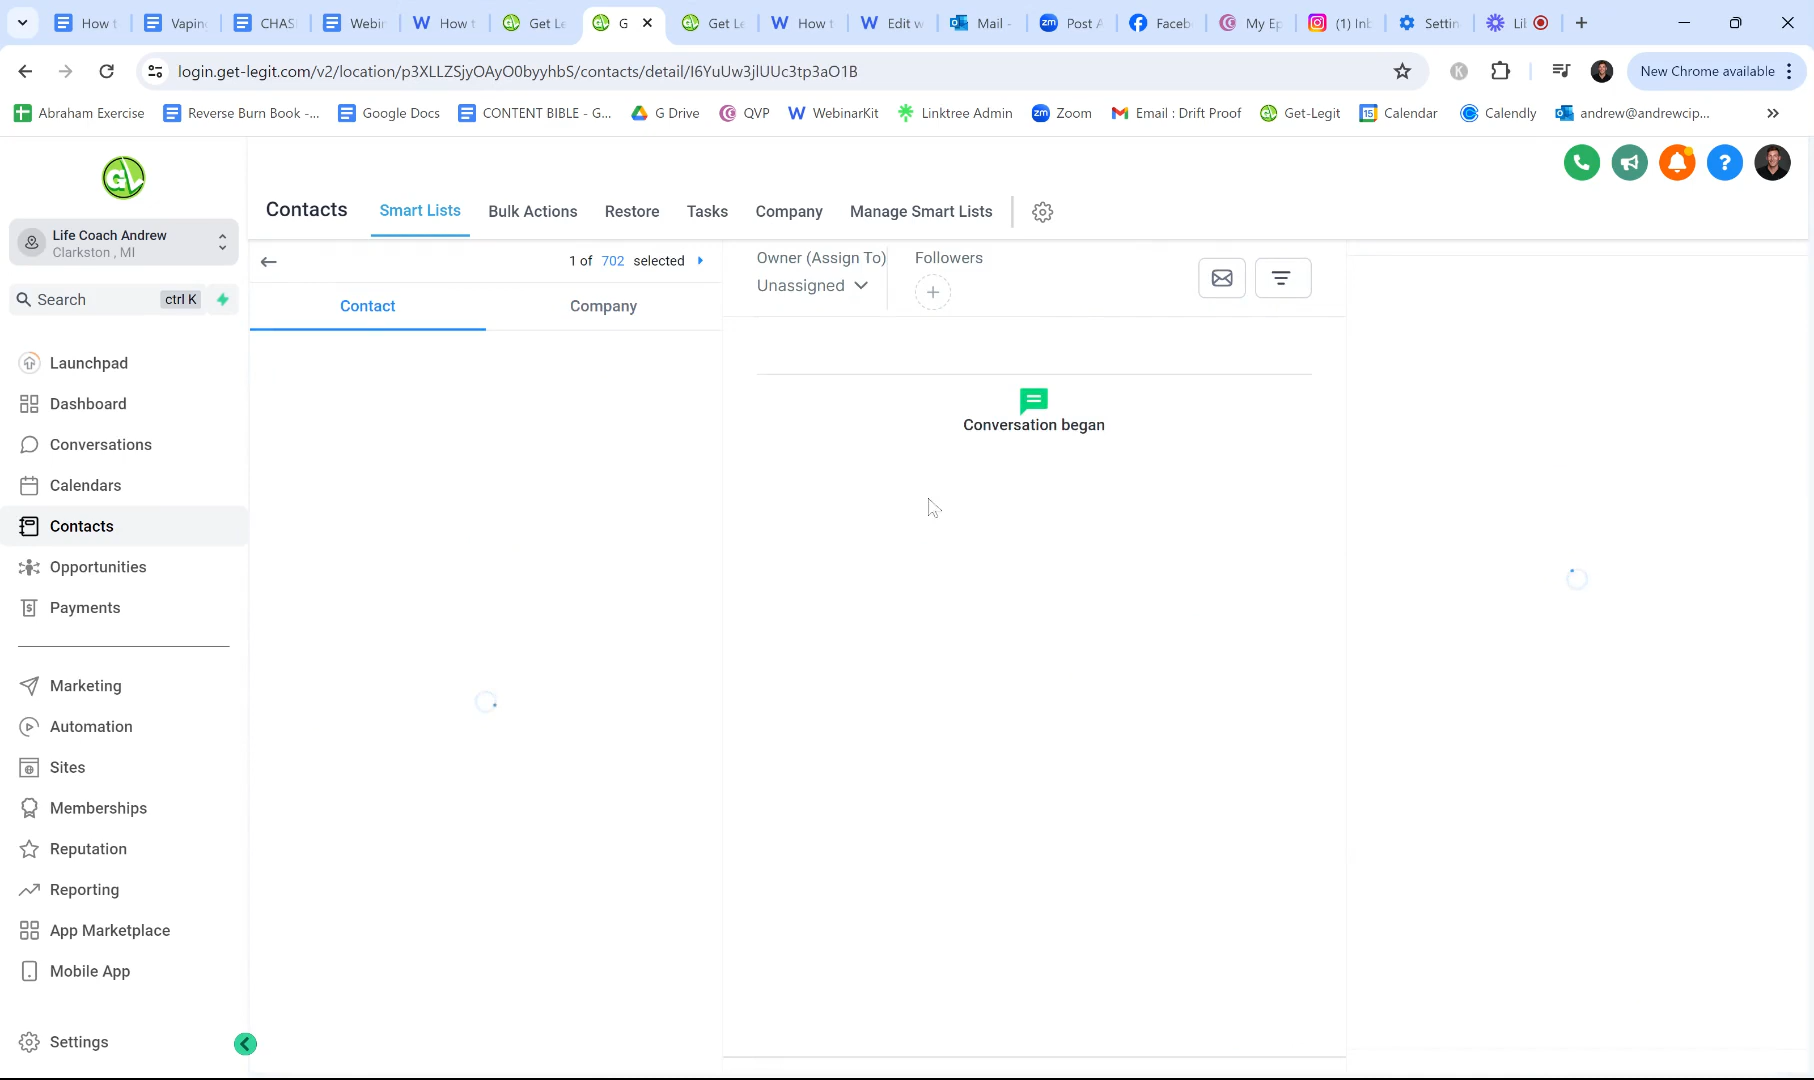 How t
Vapin
CHAS
Webin
How t
Get Le
G
Get Le
How t
Edit w
Mail -
Post A
Faceb
My Ep
(1) Inb
Settin
Lil
login.get-legit.com/v2/location/p3XLLZSjyOAyO0byyhbS/contacts/detail/I6YuUw3jlUUc3tp3aO1B
New Chrome available
Abraham Exercise
Reverse Burn Book -...
Google Docs
CONTENT BIBLE - G...
G Drive
QVP
WebinarKit
Linktree Admin
Zoom
Email : Drift Proof
Get-Legit
Calendar
Calendly
andrew@andrewcip...
GL
Life Coach Andrew
Clarkston , MI
Search
ctrl K
Launchpad
Dashboard
Conversations
Calendars
Contacts
Opportunities
Payments
Marketing
Automation
Sites
Memberships
Reputation
Reporting
App Marketplace
Mobile App
Settings
Contacts
Smart Lists
Bulk Actions
Restore
Tasks
Company
Manage Smart Lists
1 of 702 selected
Contact
Company
Owner (Assign To)
Unassigned
Followers
Conversation began